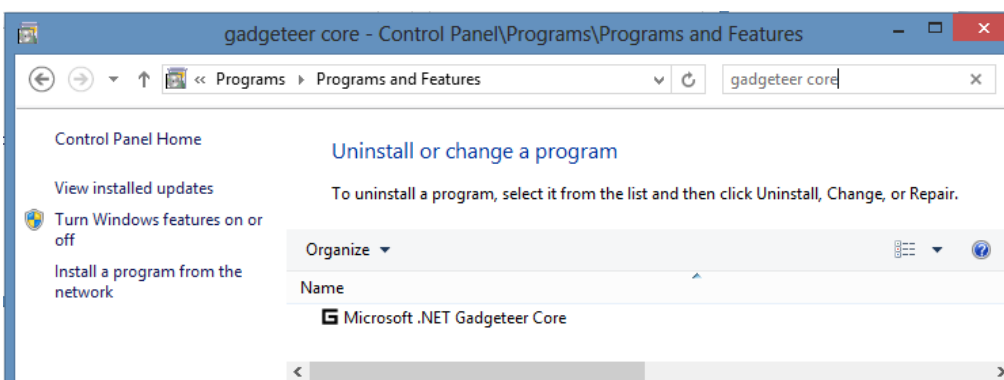 gadgeteer core - Control Panel\Programs\Programs and Features
« Programs Programs and Features
gadgeteer core
Control Panel Home
View installed updates
Turn Windows features on or
off
Install a program from the
network
Uninstall or change a program
To uninstall a program, select it from the list and then click Uninstall, Change, or Repair.
Organize
Name
Microsoft .NET Gadgeteer Core